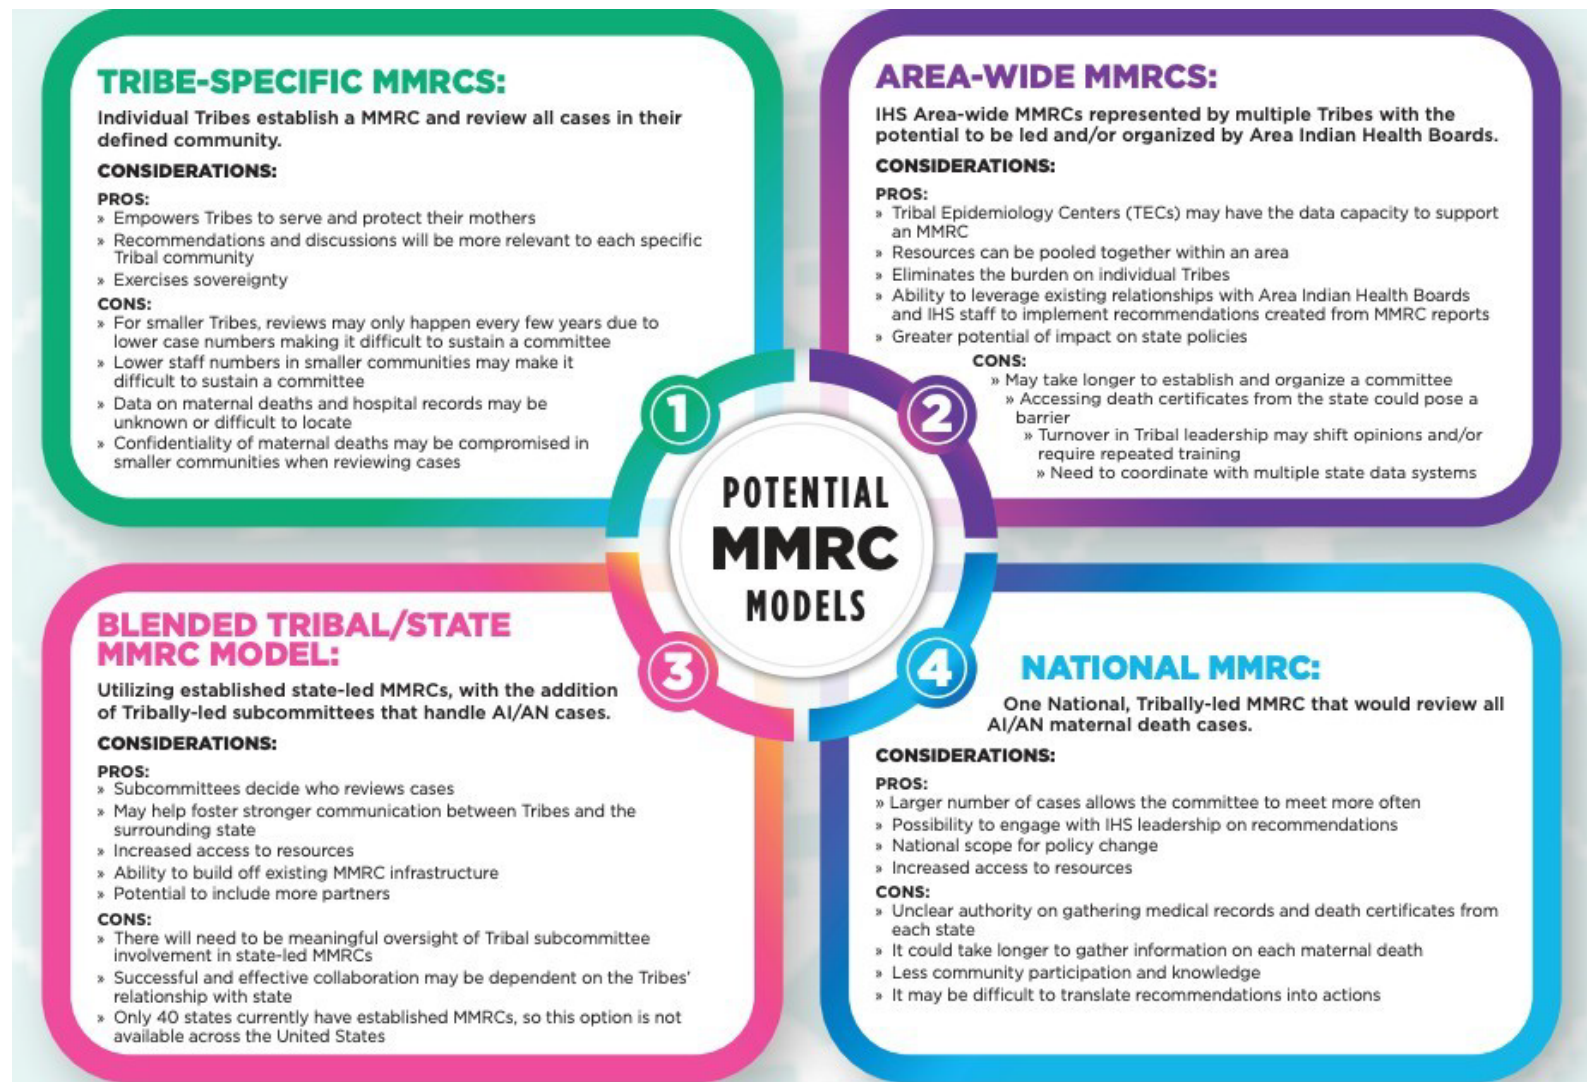 TRIBE-SPECIFIC MMRCS:
Individual Tribes establish a MMRC and review all cases in their
defined community.
CONSIDERATIONS:
PROS:
» Empowers Tribes to serve and protect their mothers
» Recommendations and discussions will be more relevant to each specific
Tribal community
» Exercises sovereignty
CONS:
» For smaller Tribes, reviews may only happen every few years due to
lower case numbers making it difficult to sustain a committee
» Lower staff numbers in smaller communities may make it
difficult to sustain a committee
» Data on maternal deaths and hospital records may be
unknown or difficult to locate
» Confidentiality of maternal deaths may be compromised in
smaller communities when reviewing cases
1
AREA-WIDE MMRCS:
IHS Area-wide MMRCs represented by multiple Tribes with the
potential to be led and/or organized by Area Indian Health Boards.
CONSIDERATIONS:
PROS:
» Tribal Epidemiology Centers (TECs) may have the data capacity to support
an MMRC
» Resources can be pooled together within an area
» Eliminates the burden on individual Tribes
» Ability to leverage existing relationships with Area Indian Health Boards
and IHS staff to implement recommendations created from MMRC reports
» Greater potential of impact on state policies
CONS:
» May take longer to establish and organize a committee
» Accessing death certificates from the state could pose a
barrier
» Turnover in Tribal leadership may shift opinions and/or
require repeated training
» Need to coordinate with multiple state data systems
2
POTENTIAL
MMRC
MODELS
BLENDED TRIBAL/STATE
MMRC MODEL:
Utilizing established state-led MMRCs, with the addition
of Tribally-led subcommittees that handle AI/AN cases.
CONSIDERATIONS:
PROS:
» Subcommittees decide who reviews cases
» May help foster stronger communication between Tribes and the
surrounding state
» Increased access to resources
» Ability to build off existing MMRC infrastructure
» Potential to include more partners
CONS:
» There will need to be meaningful oversight of Tribal subcommittee
involvement in state-led MMRCs
» Successful and effective collaboration may be dependent on the Tribes'
relationship with state
» Only 40 states currently have established MMRCs, so this option is not
available across the United States
3
4
NATIONAL MMRC:
One National, Tribally-led MMRC that would review all
AI/AN maternal death cases.
CONSIDERATIONS:
PROS:
» Larger number of cases allows the committee to meet more often
» Possibility to engage with IHS leadership on recommendations
» National scope for policy change
» Increased access to resources
CONS:
» Unclear authority on gathering medical records and death certificates from
each state
» It could take longer to gather information on each maternal death
» Less community participation and knowledge
» It may be difficult to translate recommendations into actions